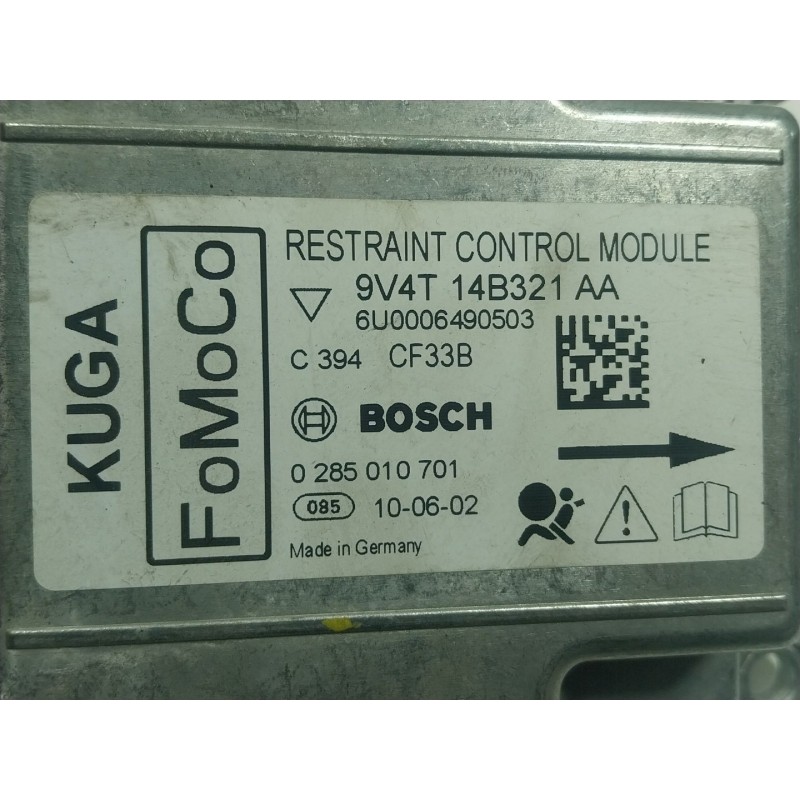 KUGA
FoMoCo
RESTRAINT CONTROL MODULE
9V4T 14B321 AA
6U0006490503
C 394 CF33B
BOSCH
0 285 010 701
085 10-06-02
Made in Germany